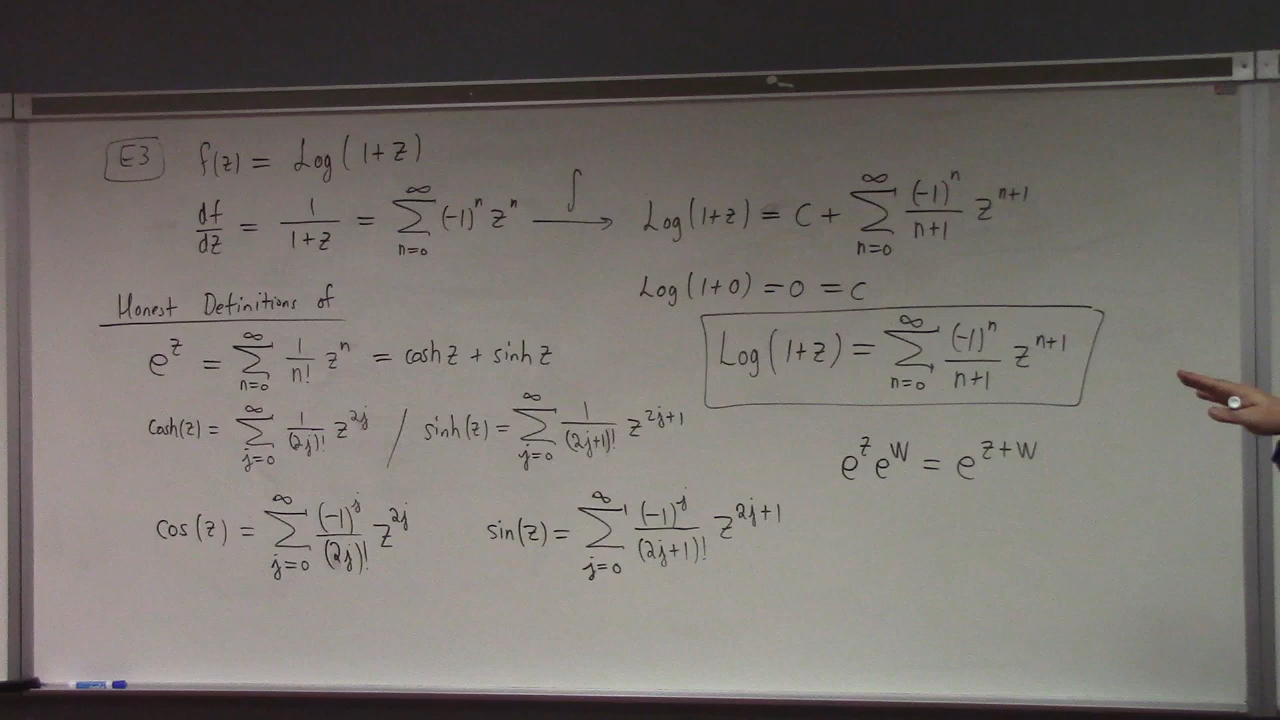 E3 f(z) = Log(1+z)
df/dz = 1/(1+z) = ∑_{n=0}^{∞} (-1)^n z^n —∫→ Log(1+z) = C + ∑_{n=0}^{∞} (-1)^n/(n+1) z^{n+1}
Log(1+0) = 0 = C
Log(1+z) = ∑_{n=0}^{∞} (-1)^n/(n+1) z^{n+1}
Honest Definitions of
e^z = ∑_{n=0}^{∞} 1/n! z^n = cosh z + sinh z
cosh(z) = ∑_{j=0}^{∞} 1/(2j)! z^{2j} / sinh(z) = ∑_{j=0}^{∞} 1/(2j+1)! z^{2j+1}
e^z e^w = e^{z+w}
cos(z) = ∑_{j=0}^{∞} (-1)^j/(2j)! z^{2j} sin(z) = ∑_{j=0}^{∞} (-1)^j/(2j+1)! z^{2j+1}